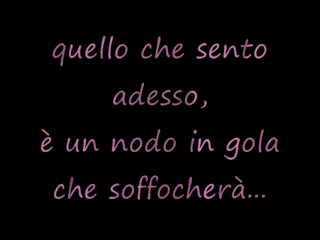 quello che sento
adesso,
è un nodo in gola
che soffocherà...